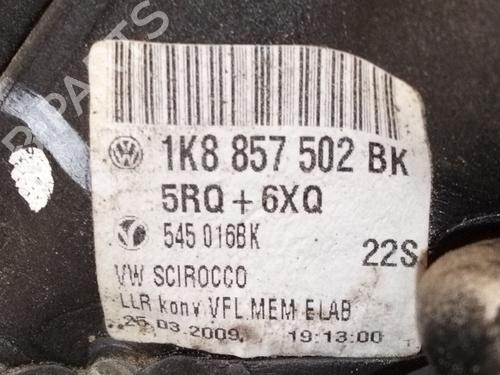 1K8 857 502 BK
5RQ + 6XQ
545 016BK
22S
VW SCIROCCO
LLR konv VFL MEM ELAB
25.03.2009. 19:13:00
PARTS